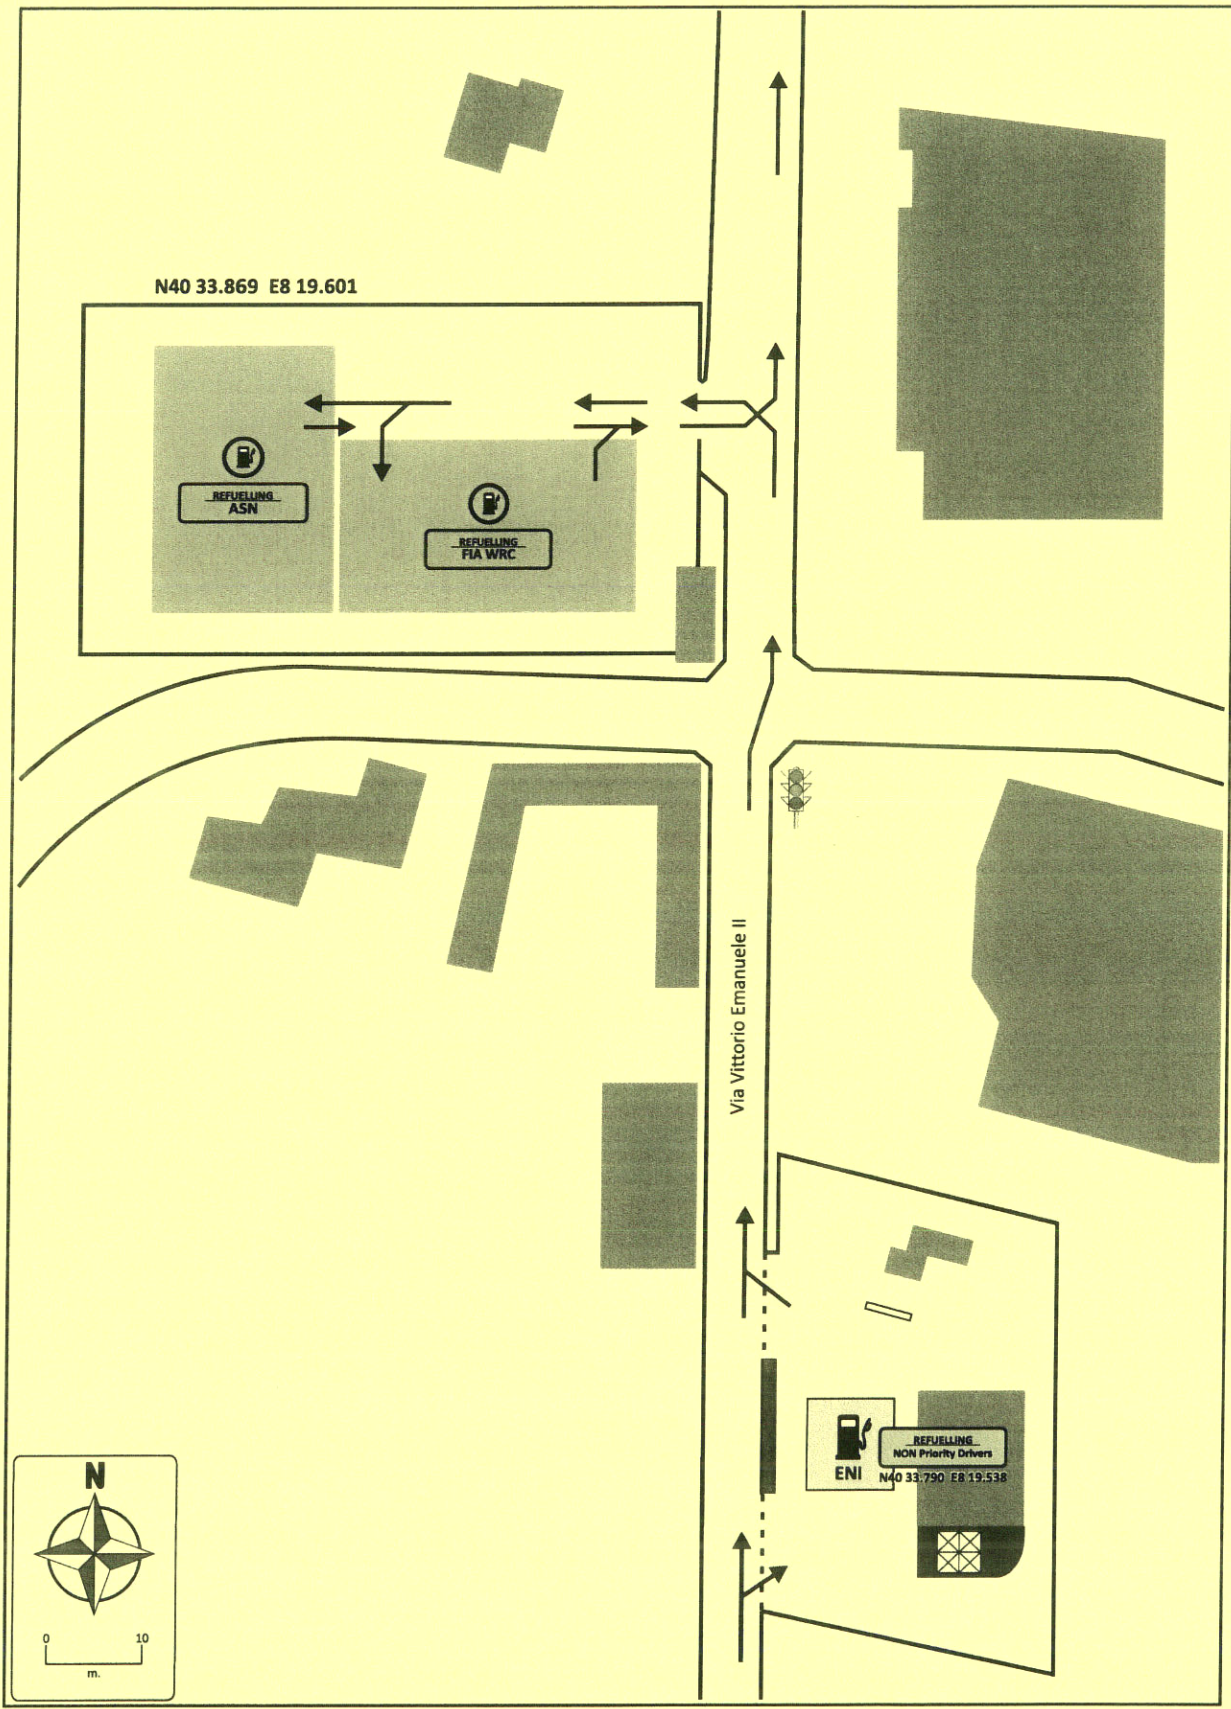 N40 33.869 E8 19.601
REFUELLING
ASN
REFUELLING
FIA WRC
Via Vittorio Emanuele II
ENI
REFUELLING
NON Priority Drivers
N40 33.790 E8 19.538
N
0 10
m.